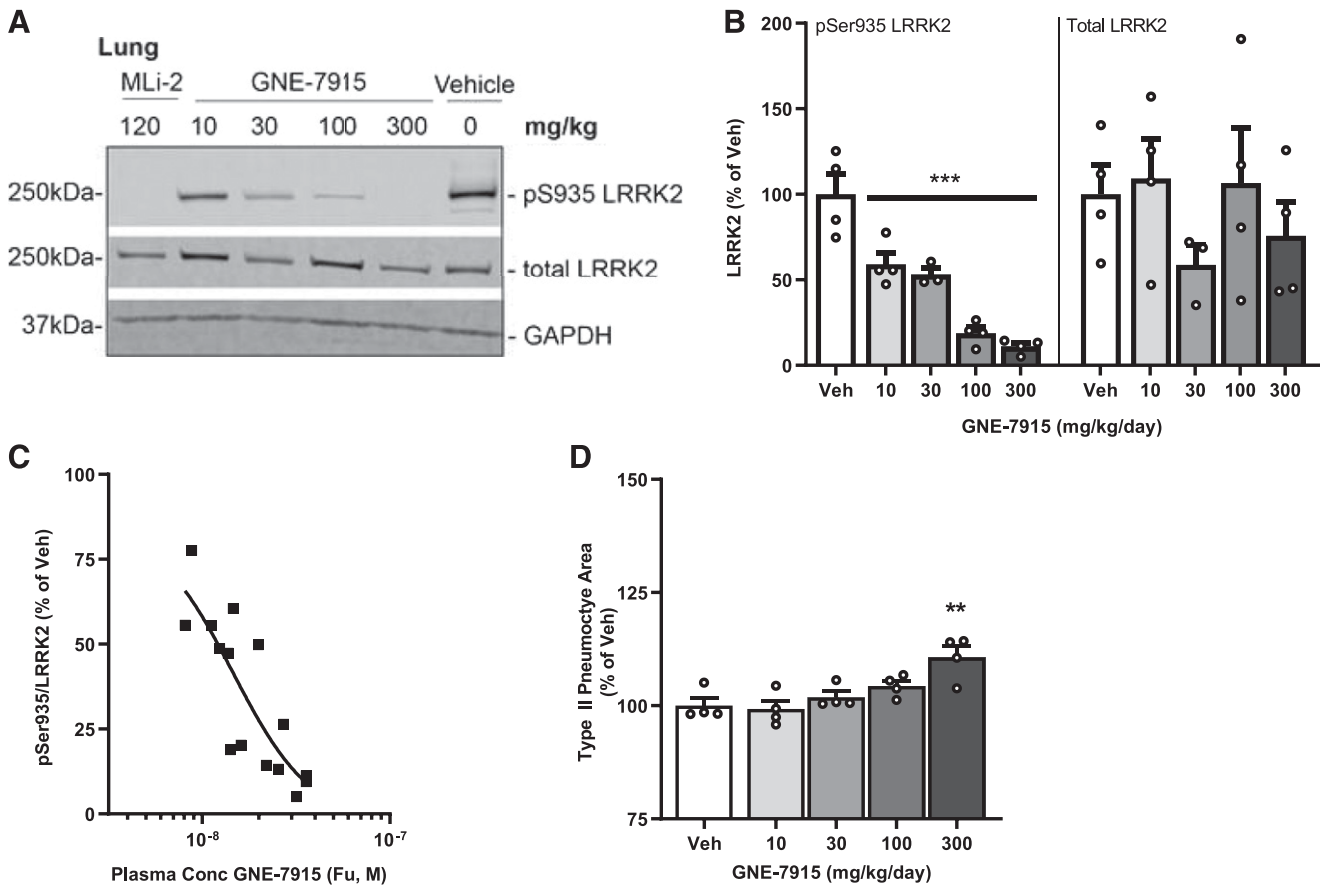 A
Lung
MLi-2 GNE-7915 Vehicle
120 10 30 100 300 0 mg/kg
250kDa- - pS935 LRRK2
250kDa- - total LRRK2
37kDa- - GAPDH
B
pSer935 LRRK2 Total LRRK2
LRRK2 (% of Veh)
200
150
100
50
0
***
Veh 10 30 100 300 Veh 10 30 100 300
GNE-7915 (mg/kg/day)
C
pSer935/LRRK2 (% of Veh)
100
75
50
25
0
10-8 10-7
Plasma Conc GNE-7915 (Fu, M)
D
Type II Pneumoctye Area
(% of Veh)
150
125
100
75
**
Veh 10 30 100 300
GNE-7915 (mg/kg/day)